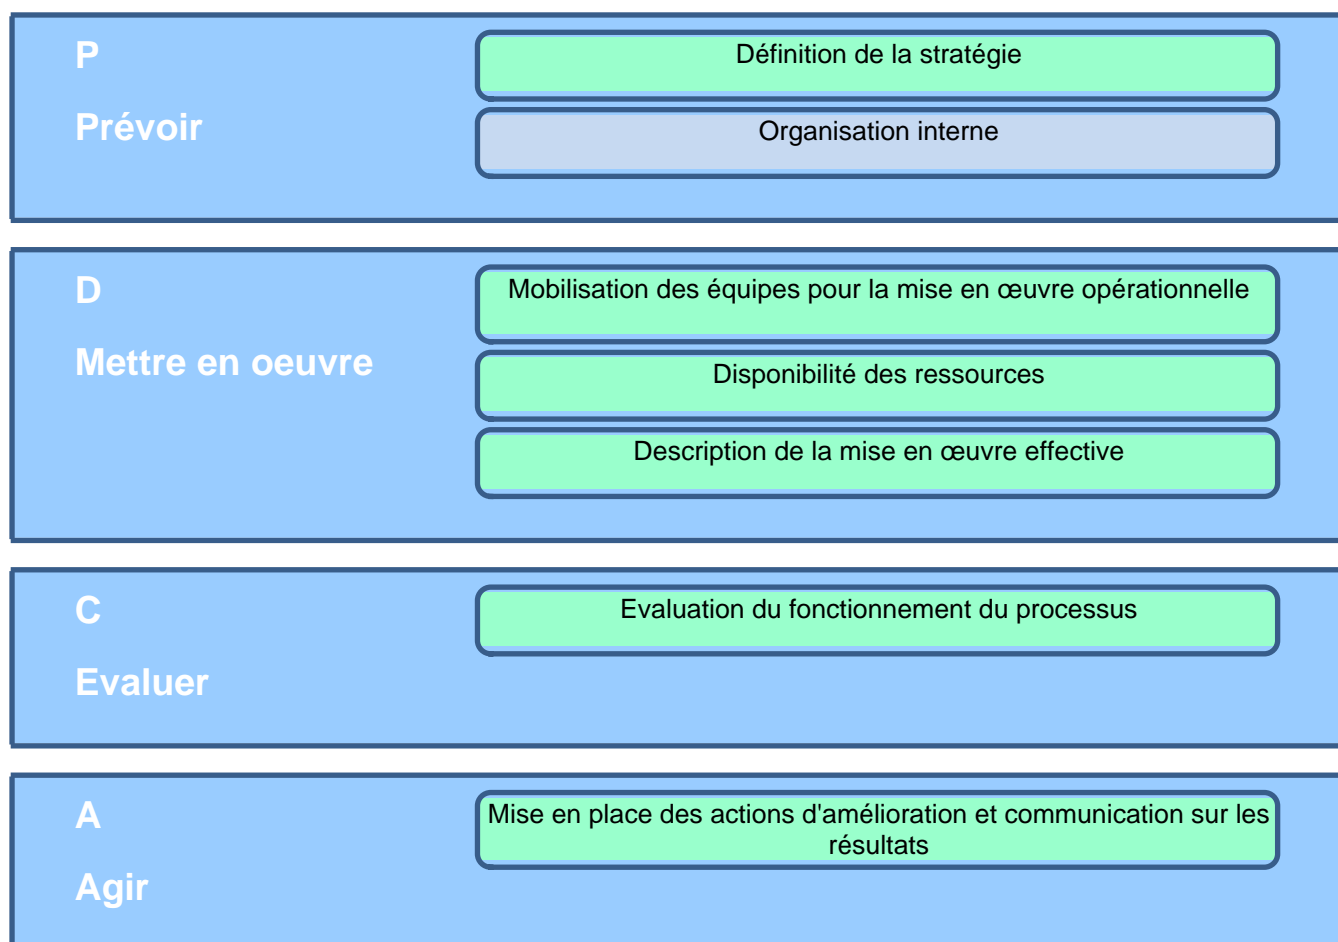 P
Prévoir
Définition de la stratégie
Organisation interne
D
Mettre en oeuvre
Mobilisation des équipes pour la mise en œuvre opérationnelle
Disponibilité des ressources
Description de la mise en œuvre effective
C
Evaluer
Evaluation du fonctionnement du processus
A
Agir
Mise en place des actions d'amélioration et communication sur les
résultats